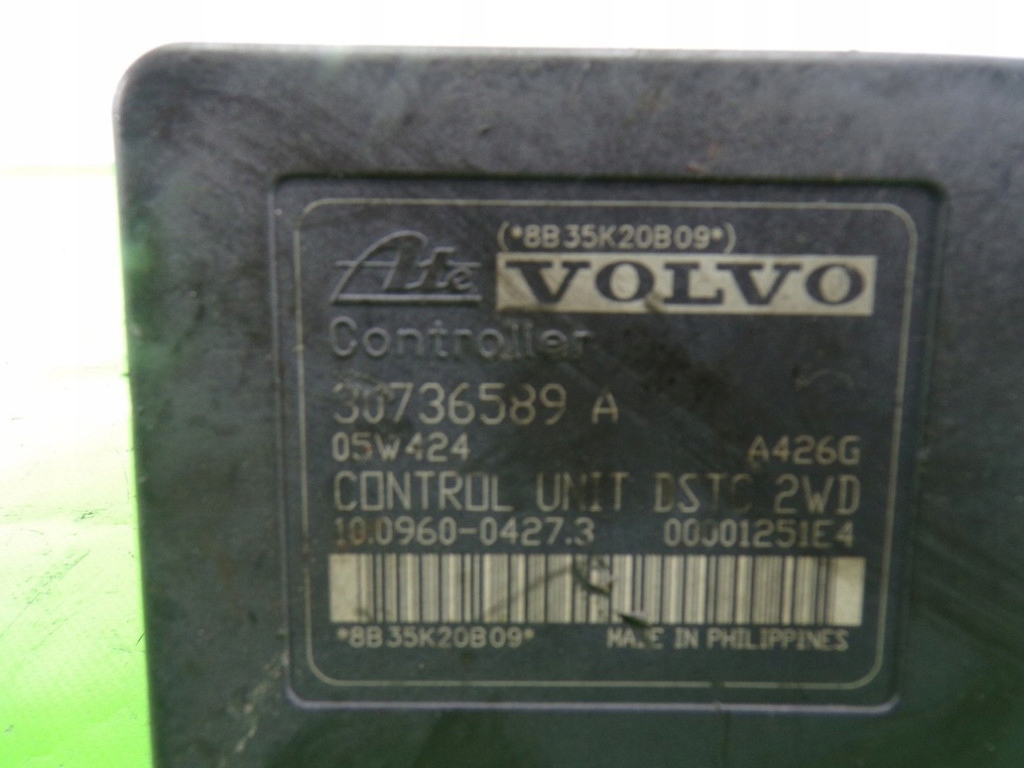 (*8B35K20B09*)
Ate VOLVO
Controller
30736589 A
05W424 A426G
CONTROL UNIT DSTC 2WD
10.0960-0427.3 00001251E4
*8B35K20B09* MADE IN PHILIPPINES